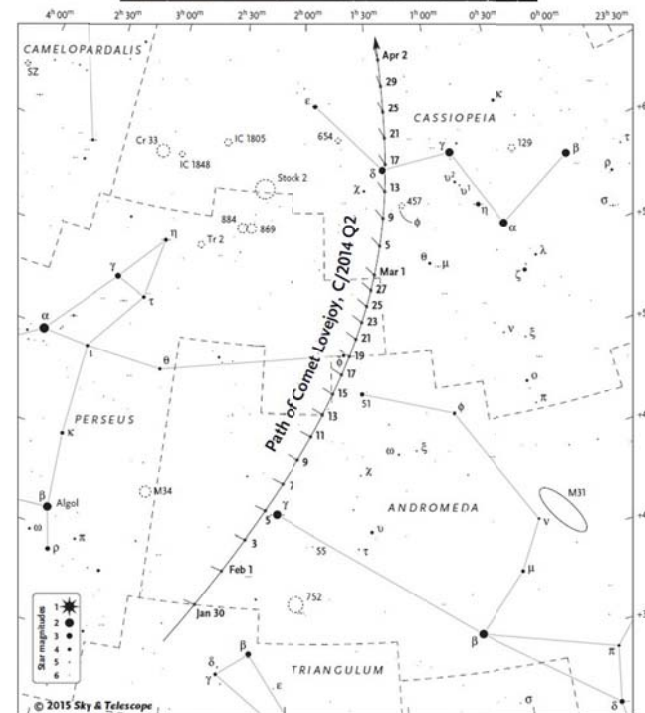 4ʰ00ᵐ 3ʰ30ᵐ 3ʰ00ᵐ 2ʰ30ᵐ 2ʰ00ᵐ 1ʰ30ᵐ 1ʰ00ᵐ 0ʰ30ᵐ 0ʰ00ᵐ 23ʰ30ᵐ
CAMELOPARDALIS
SZ
Apr 2
29
25
21
17
13
9
5
Mar 1
27
25
23
21
19
17
15
13
11
9
7
5
3
Feb 1
Jan 30
Path of Comet Lovejoy, C/2014 Q2
CASSIOPEIA
κ
ε
654
γ
129
β
τ
ρ
σ
δ
χ
υ²
υ¹
η
α
457
φ
θ
μ
λ
ζ
ν
ξ
ο
π
Cr 33
IC 1848
IC 1805
Stock 2
884
869
Tr 2
η
γ
τ
α
ι
θ
PERSEUS
κ
β
Algol
ω
π
ρ
M34
φ
51
φ
ω
ξ
χ
ANDROMEDA
M31
γ
υ
τ
55
ν
μ
β
π
δ
σ
752
β
δ
γ
ε
TRIANGULUM
Star magnitudes
1
2
3
4
5
6
© 2015 Sky & Telescope